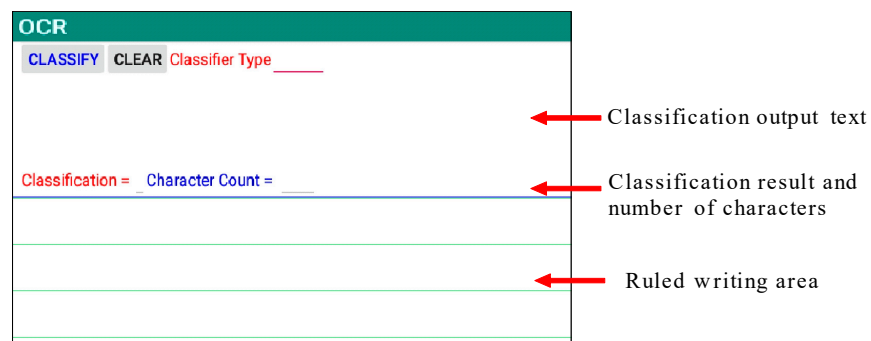 OCR
CLASSIFY CLEAR Classifier Type
Classification output text
Classification = _ Character Count = ___
Classification result and
number of characters
Ruled writing area